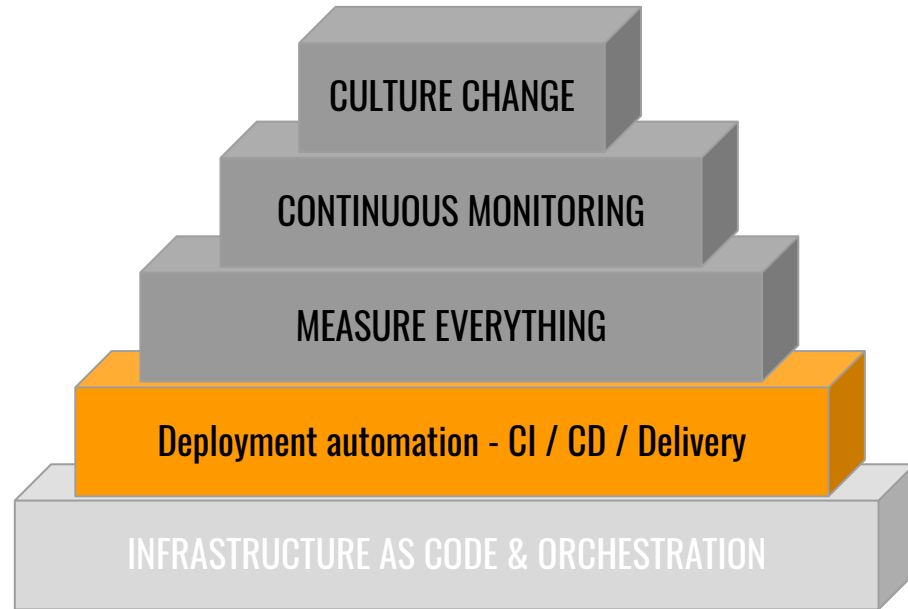 CULTURE CHANGE
CONTINUOUS MONITORING
MEASURE EVERYTHING
Deployment automation - CI / CD / Delivery
INFRASTRUCTURE AS CODE & ORCHESTRATION